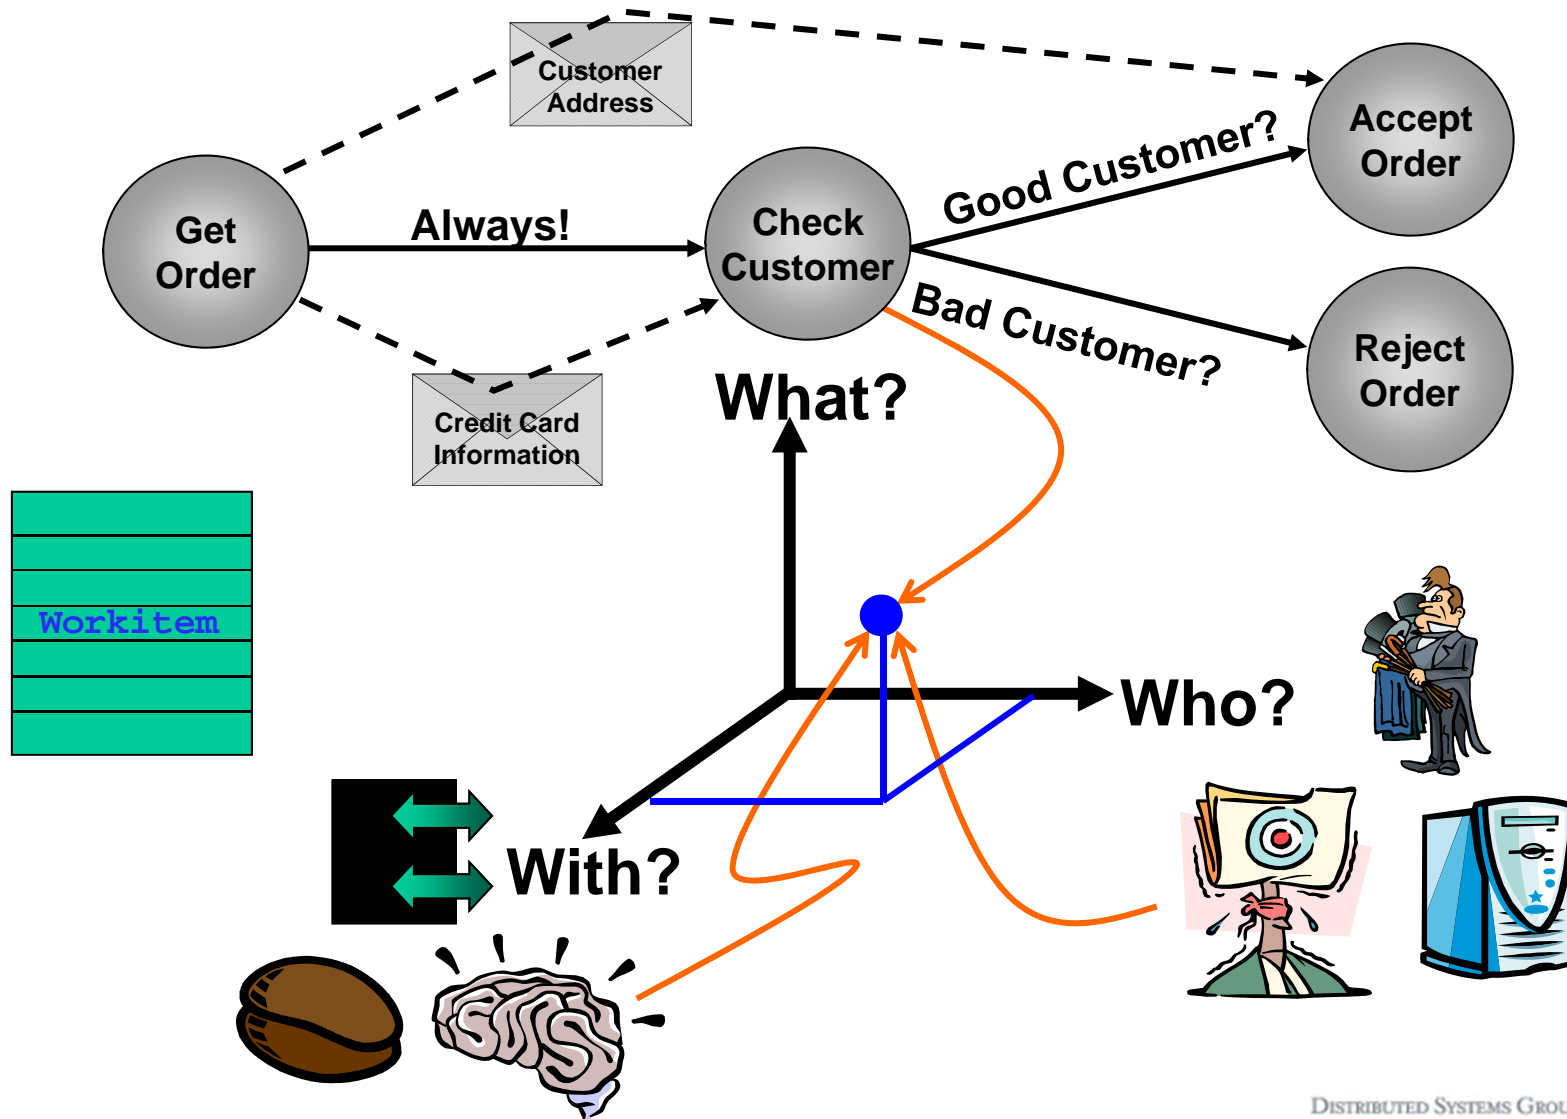 Customer
Address
Accept
Order
Good Customer?
Get
Order
Always!
Check
Customer
Bad Customer?
Reject
Order
What?
Credit Card
Information
Workitem
Who?
With?
DISTRIBUTED SYSTEMS GROU